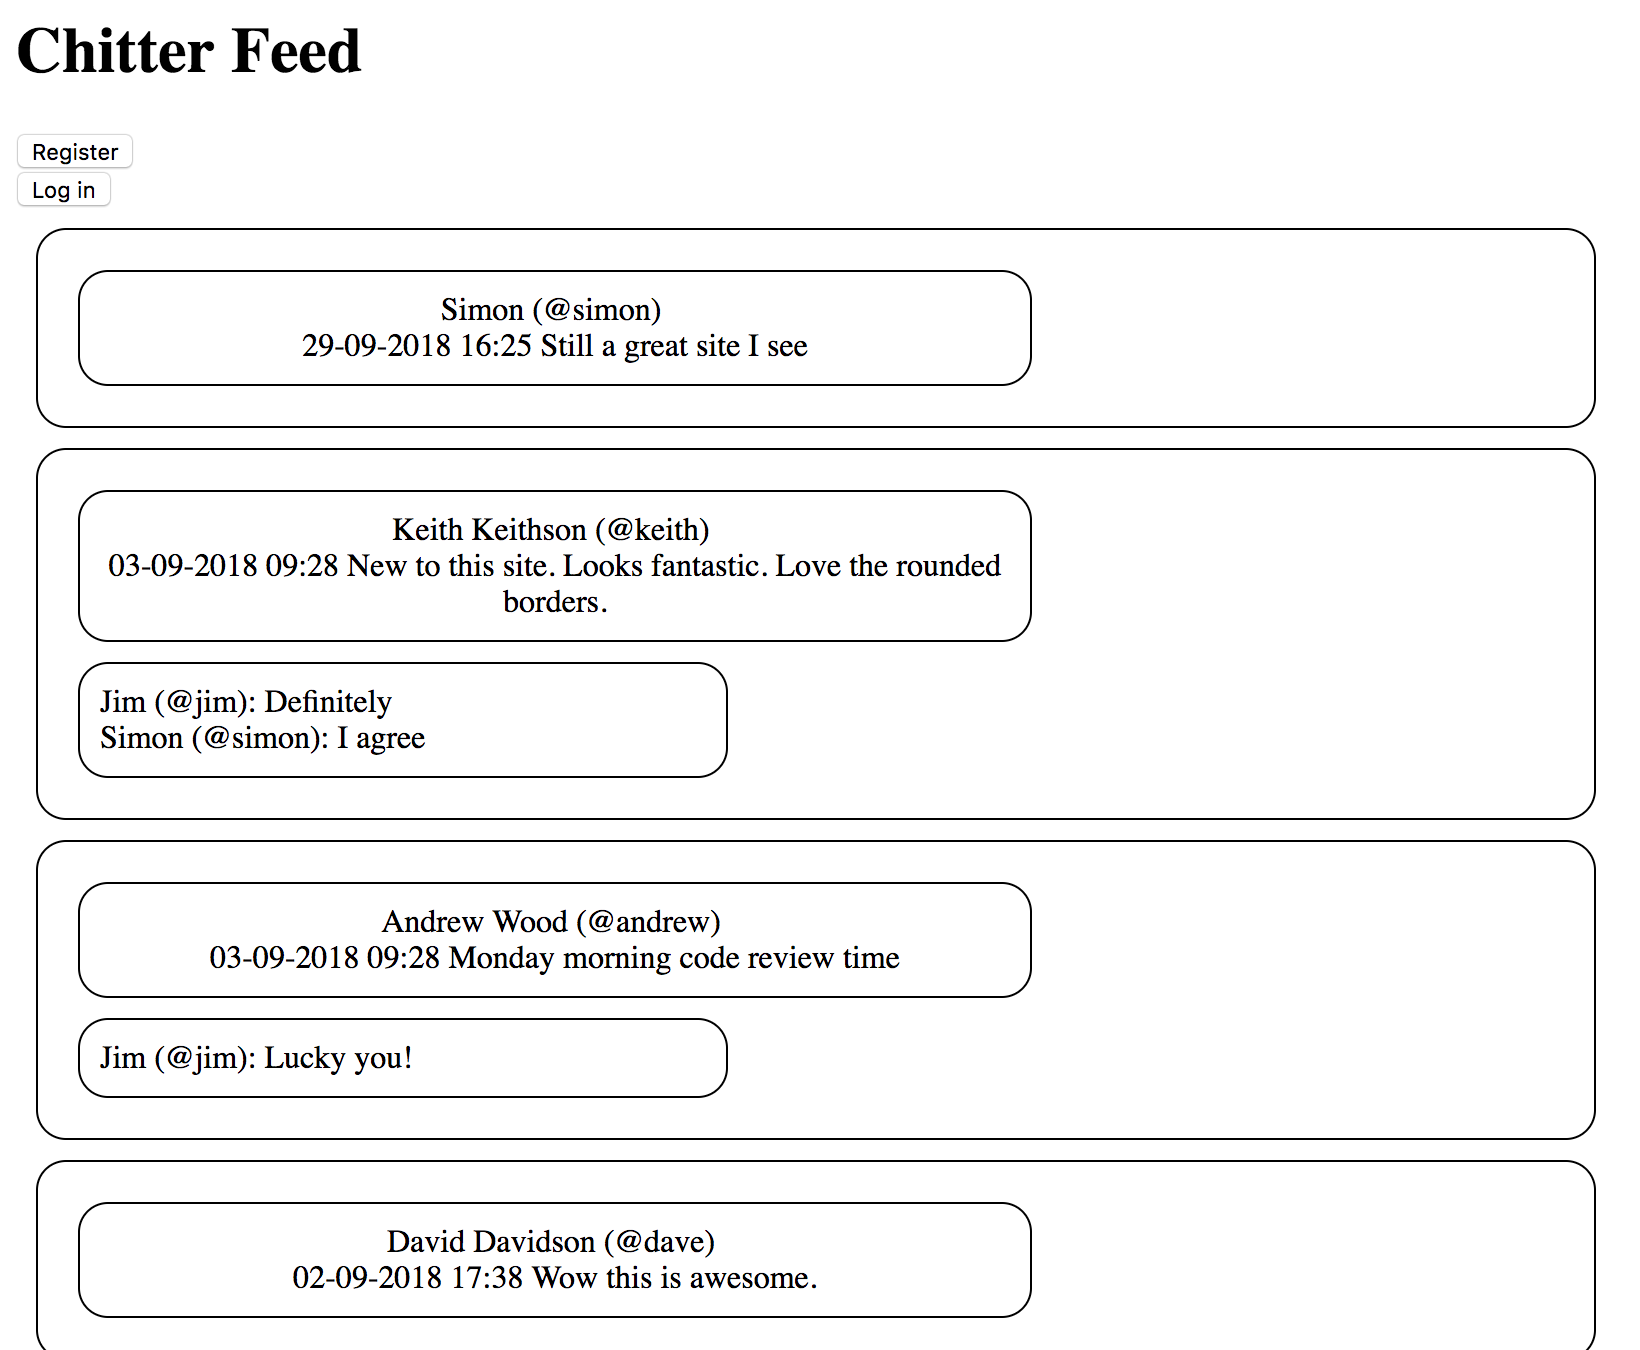 Chitter Feed
Register
Log in
Simon (@simon)
29-09-2018 16:25 Still a great site I see
Keith Keithson (@keith)
03-09-2018 09:28 New to this site. Looks fantastic. Love the rounded
borders.
Jim (@jim): Definitely
Simon (@simon): I agree
Andrew Wood (@andrew)
03-09-2018 09:28 Monday morning code review time
Jim (@jim): Lucky you!
David Davidson (@dave)
02-09-2018 17:38 Wow this is awesome.